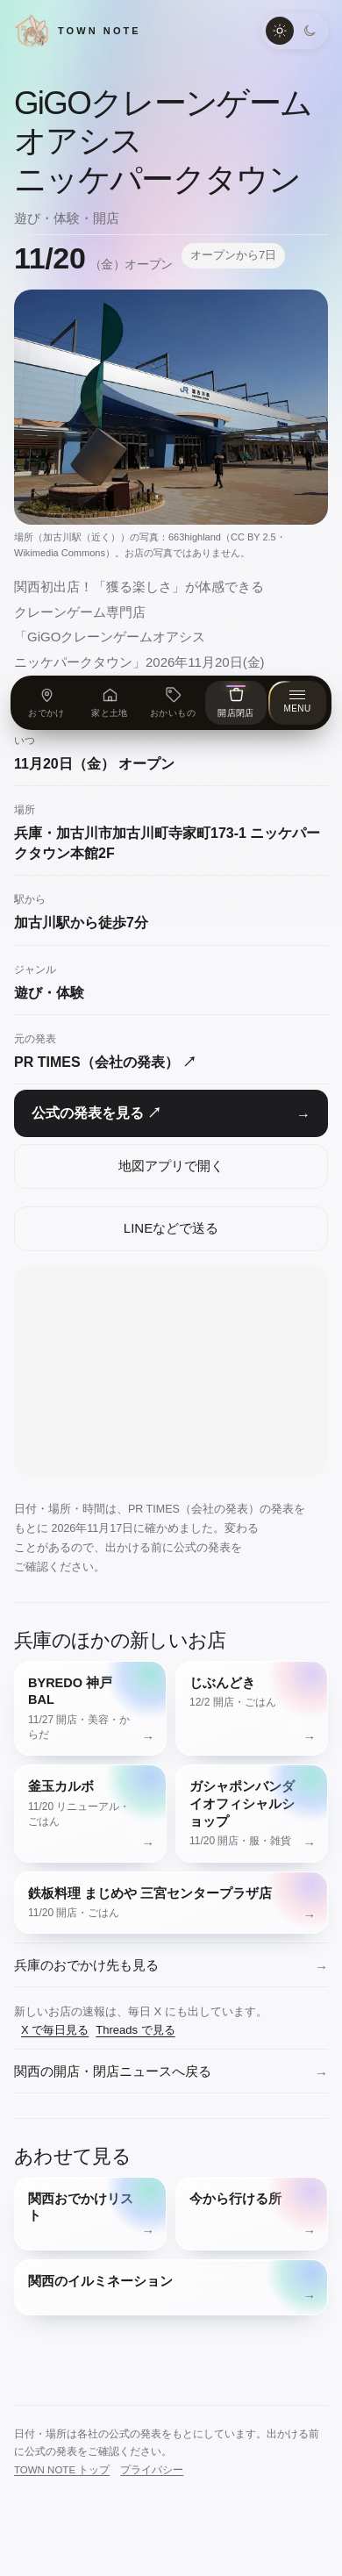 TOWN NOTE
GiGOクレーンゲーム
オアシス
ニッケパークタウン
遊び・体験・開店
11/20 （金）オープン オープンから7日
場所（加古川駅（近く））の写真：663highland（CC BY 2.5・
Wikimedia Commons）。お店の写真ではありません。
関西初出店！「獲る楽しさ」が体感できる
クレーンゲーム専門店
「GiGOクレーンゲームオアシス
ニッケパークタウン」2026年11月20日(金)
おでかけ
家と土地
おかいもの
開店閉店
MENU
いつ
11月20日（金） オープン
場所
兵庫・加古川市加古川町寺家町173-1 ニッケパー
クタウン本館2F
駅から
加古川駅から徒歩7分
ジャンル
遊び・体験
元の発表
PR TIMES（会社の発表） ↗
公式の発表を見る ↗ →
地図アプリで開く
LINEなどで送る
日付・場所・時間は、PR TIMES（会社の発表）の発表を
もとに 2026年11月17日に確かめました。変わる
ことがあるので、出かける前に公式の発表を
ご確認ください。
兵庫のほかの新しいお店
BYREDO 神戸
BAL
11/27 開店・美容・か
らだ
→
じぶんどき
12/2 開店・ごはん
→
釜玉カルボ
11/20 リニューアル・
ごはん
→
ガシャポンバンダ
イオフィシャルシ
ョップ
11/20 開店・服・雑貨
→
鉄板料理 まじめや 三宮センタープラザ店
11/20 開店・ごはん
→
兵庫のおでかけ先も見る →
新しいお店の速報は、毎日 X にも出しています。
X で毎日見る Threads で見る
関西の開店・閉店ニュースへ戻る →
あわせて見る
関西おでかけリス
ト
→
今から行ける所
→
関西のイルミネーション
→
日付・場所は各社の公式の発表をもとにしています。出かける前
に公式の発表をご確認ください。
TOWN NOTE トップ プライバシー